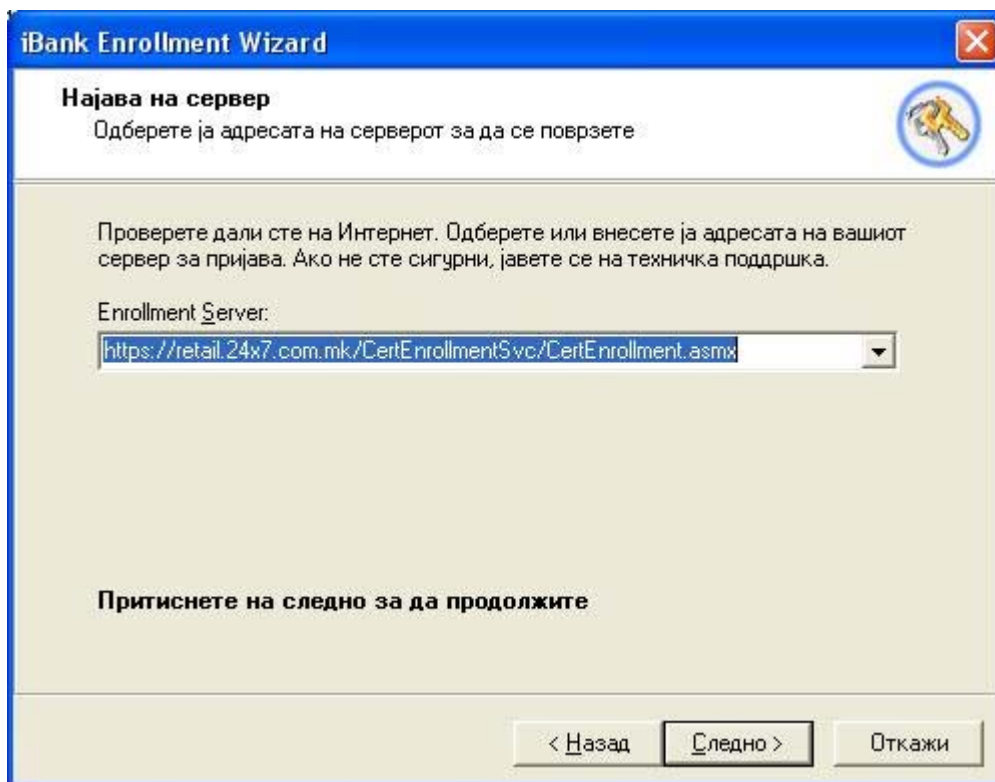 iBank Enrollment Wizard
Најава на сервер
Одберете ја адресата на серверот за да се поврзете
Проверете дали сте на Интернет. Одберете или внесете ја адресата на вашиот
сервер за пријава. Ако не сте сигурни, јавете се на техничка поддршка.
Enrollment Server:
https://retail.24x7.com.mk/CertEnrollmentSvc/CertEnrollment.asmx
Притиснете на следно за да продолжите
< Назад
Следно >
Откажи